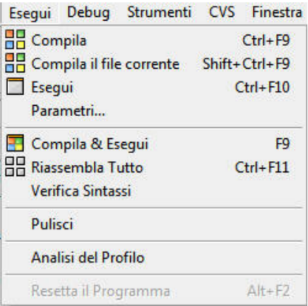 Esegui Debug Strumenti CVS Finestra
Compila Ctrl+F9
Compila il file corrente Shift+Ctrl+F9
Esegui Ctrl+F10
Parametri...
Compila & Esegui F9
Riassembla Tutto Ctrl+F11
Verifica Sintassi
Pulisci
Analisi del Profilo
Resetta il Programma Alt+F2